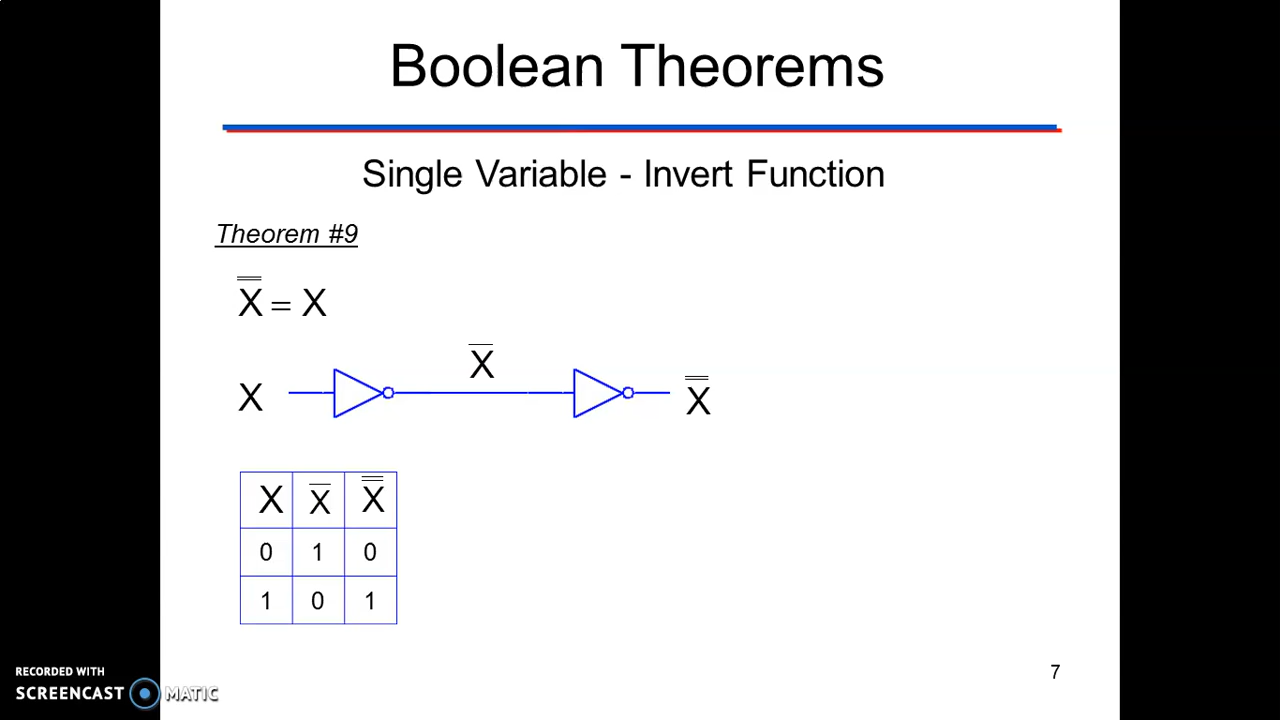 Boolean Theorems
Single Variable - Invert Function
Theorem #9
X̿ = X
X̅
X
X̿
X X̅ X̿
0 1 0
1 0 1
7
RECORDED WITH
SCREENCAST MATIC